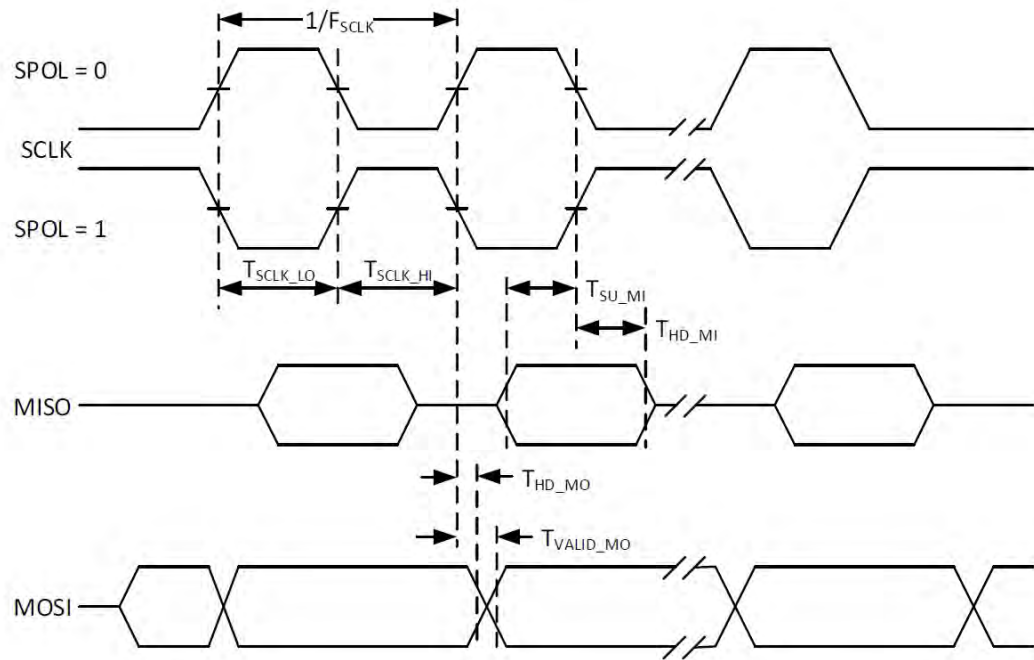 1/FSCLK
SPOL = 0
SCLK
SPOL = 1
TSCLK_LO
TSCLK_HI
TSU_MI
THD_MI
MISO
THD_MO
TVALID_MO
MOSI